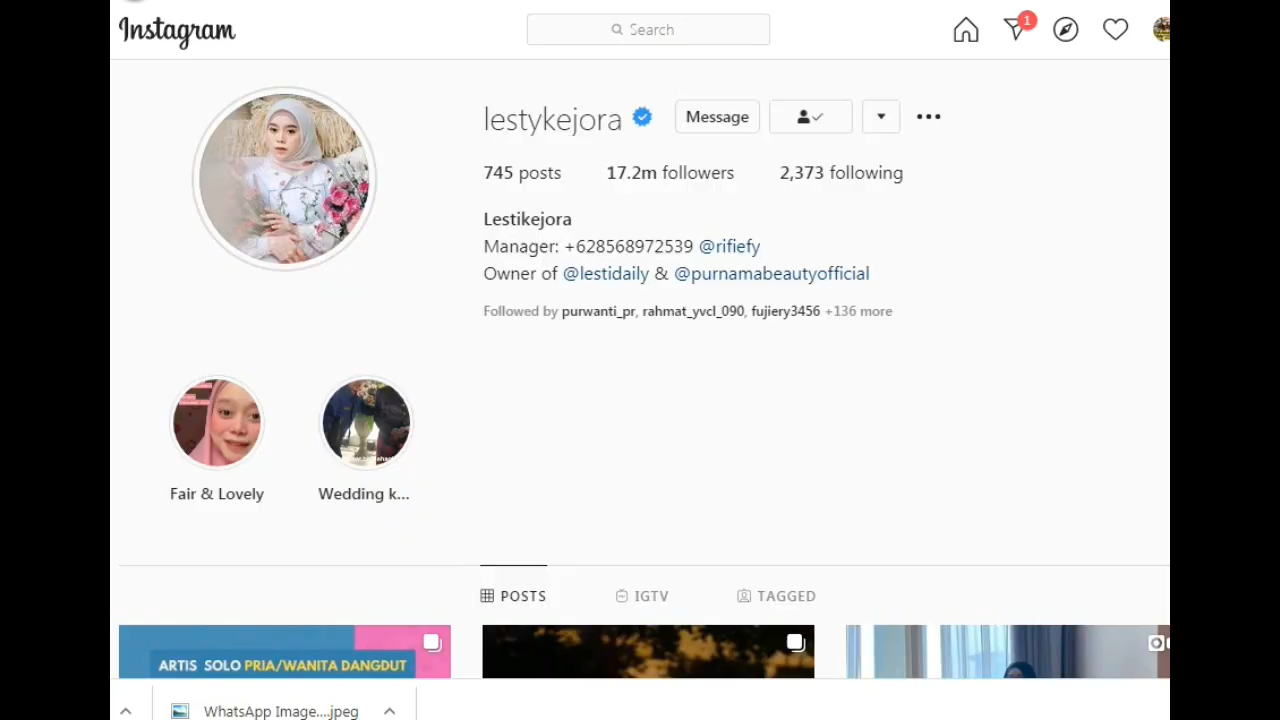 Instagram
Search
1
lestykejora
Message
745 posts 17.2m followers 2,373 following
Lestikejora
Manager: +628568972539 @rifiefy
Owner of @lestidaily & @purnamabeautyofficial
Followed by purwanti_pr, rahmat_yvcl_090, fujiery3456 +136 more
Fair & Lovely
Wedding k...
POSTS IGTV TAGGED
ARTIS SOLO PRIA/WANITA DANGDUT
WhatsApp Image....jpeg